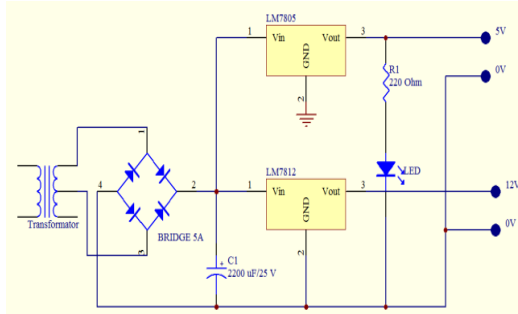 LM7805
1 Vin Vout 3
GND
2
5V
0V
R1
220 Ohm
LM7812
1 Vin Vout 3
GND
2
LED
12V
0V
1
4
2
3
Transformator
BRIDGE 5A
+
C1
2200 uF/25 V